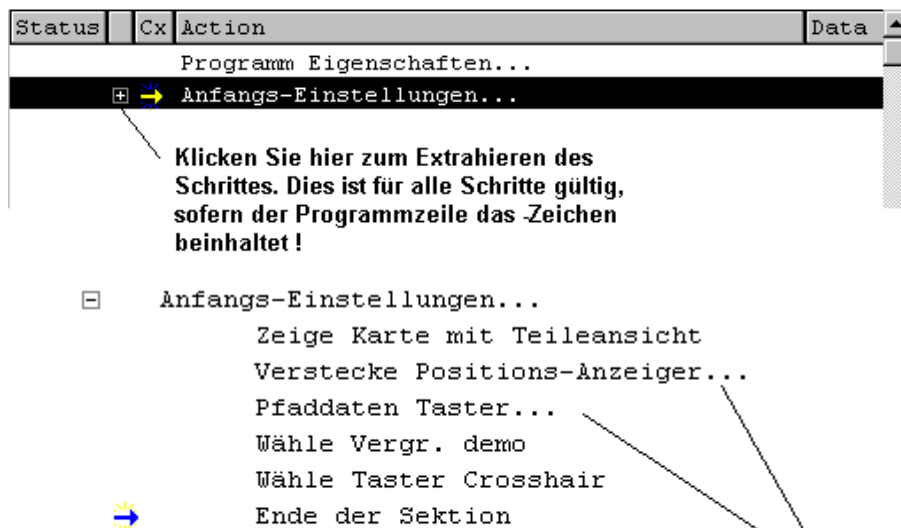 Status Cx Action Data
Programm Eigenschaften...
Anfangs-Einstellungen...
Klicken Sie hier zum Extrahieren des
Schrittes. Dies ist für alle Schritte gültig,
sofern der Programmzeile das -Zeichen
beinhaltet !
Anfangs-Einstellungen...
Zeige Karte mit Teileansicht
Verstecke Positions-Anzeiger...
Pfaddaten Taster...
Wähle Vergr. demo
Wähle Taster Crosshair
Ende der Sektion